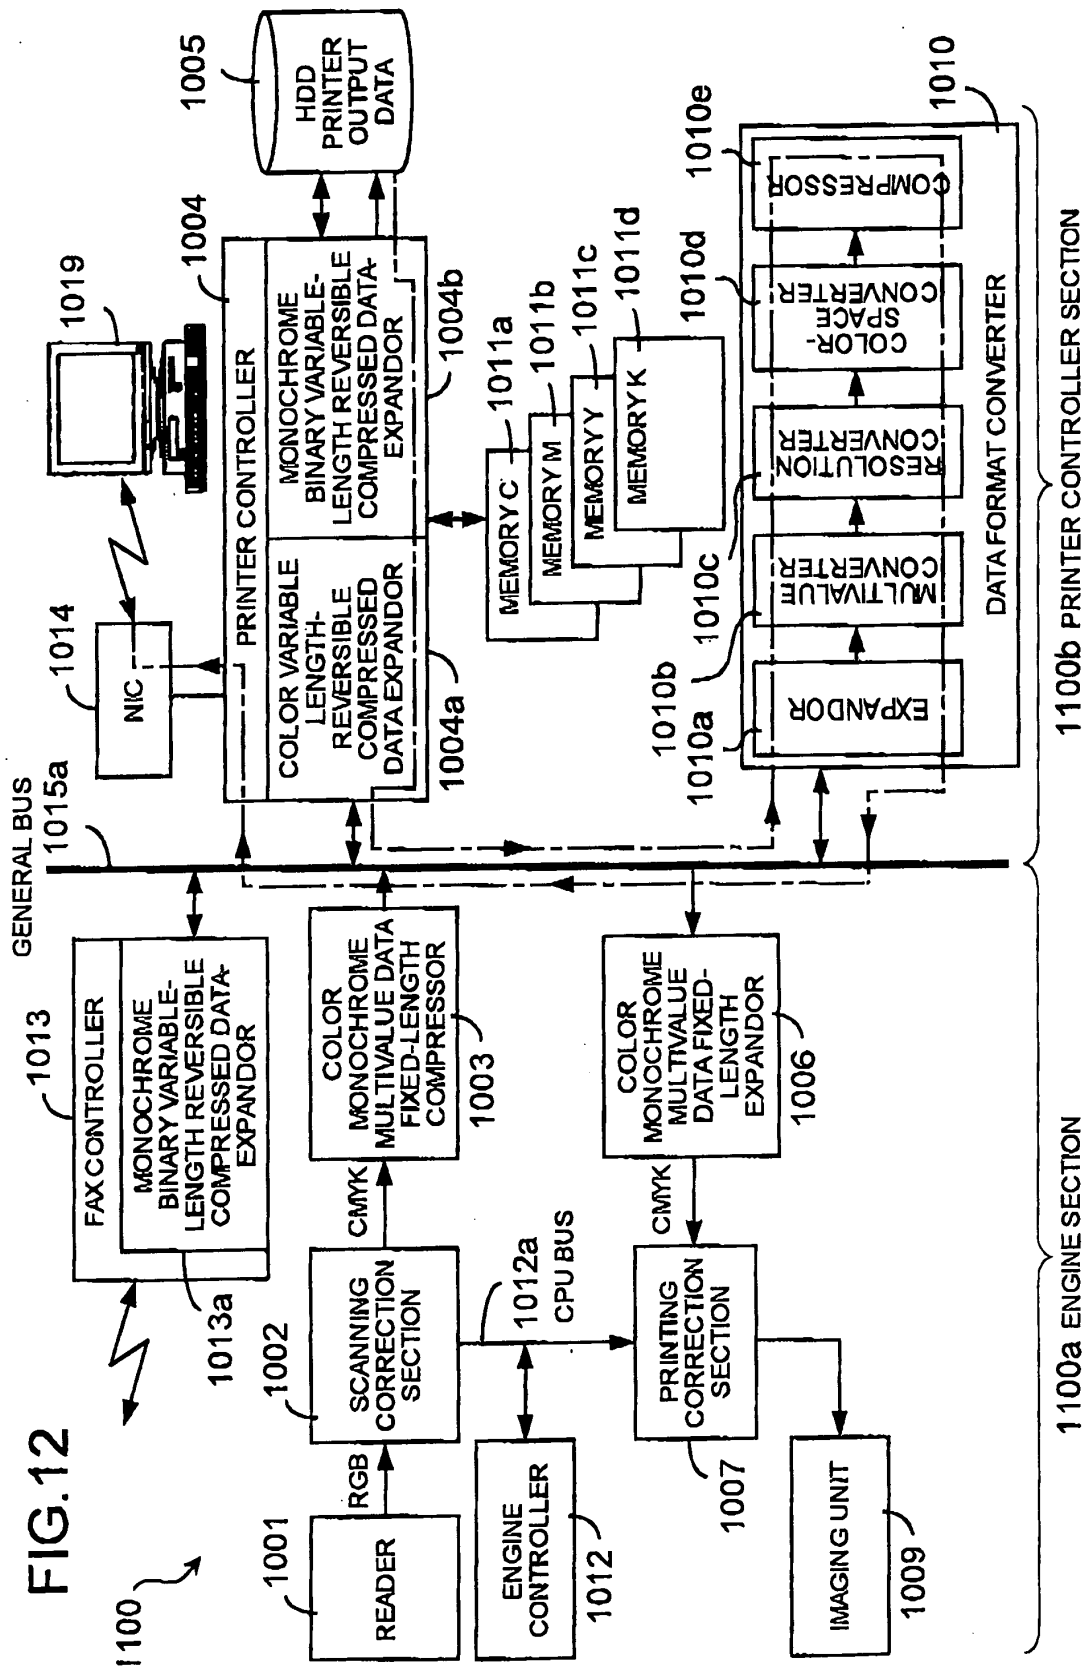 FIG.12
1100
GENERAL BUS
1015a
1013
FAX CONTROLLER
MONOCHROME
BINARY VARIABLE-
LENGTH REVERSIBLE
COMPRESSED DATA-
EXPANDOR
1013a
1014
NIC
1019
1004
PRINTER CONTROLLER
COLOR VARIABLE
LENGTH-
REVERSIBLE
COMPRESSED
DATA EXPANDOR
1004a
MONOCHROME
BINARY VARIABLE-
LENGTH REVERSIBLE
COMPRESSED DATA-
EXPANDOR
1004b
1005
HDD
PRINTER
OUTPUT
DATA
1001
READER
RGB
1002
SCANNING
CORRECTION
SECTION
CMYK
COLOR
MONOCHROME
MULTIVALUE DATA
FIXED-LENGTH
COMPRESSOR
1003
MEMORY C
1011a
MEMORY M
1011b
MEMORY Y
1011c
MEMORY K
1011d
ENGINE
CONTROLLER
1012
1012a
CPU BUS
PRINTING
CORRECTION
SECTION
1007
CMYK
COLOR
MONOCHROME
MULTIVALUE
DATA FIXED-
LENGTH
EXPANDOR
1006
IMAGING UNIT
1009
1010a
EXPANDOR
1010b
MULTIVALUE
CONVERTER
1010c
RESOLUTION
CONVERTER
1010d
COLOR-
SPACE
CONVERTER
1010e
COMPRESSOR
DATA FORMAT CONVERTER
1010
1100a ENGINE SECTION
1100b PRINTER CONTROLLER SECTION